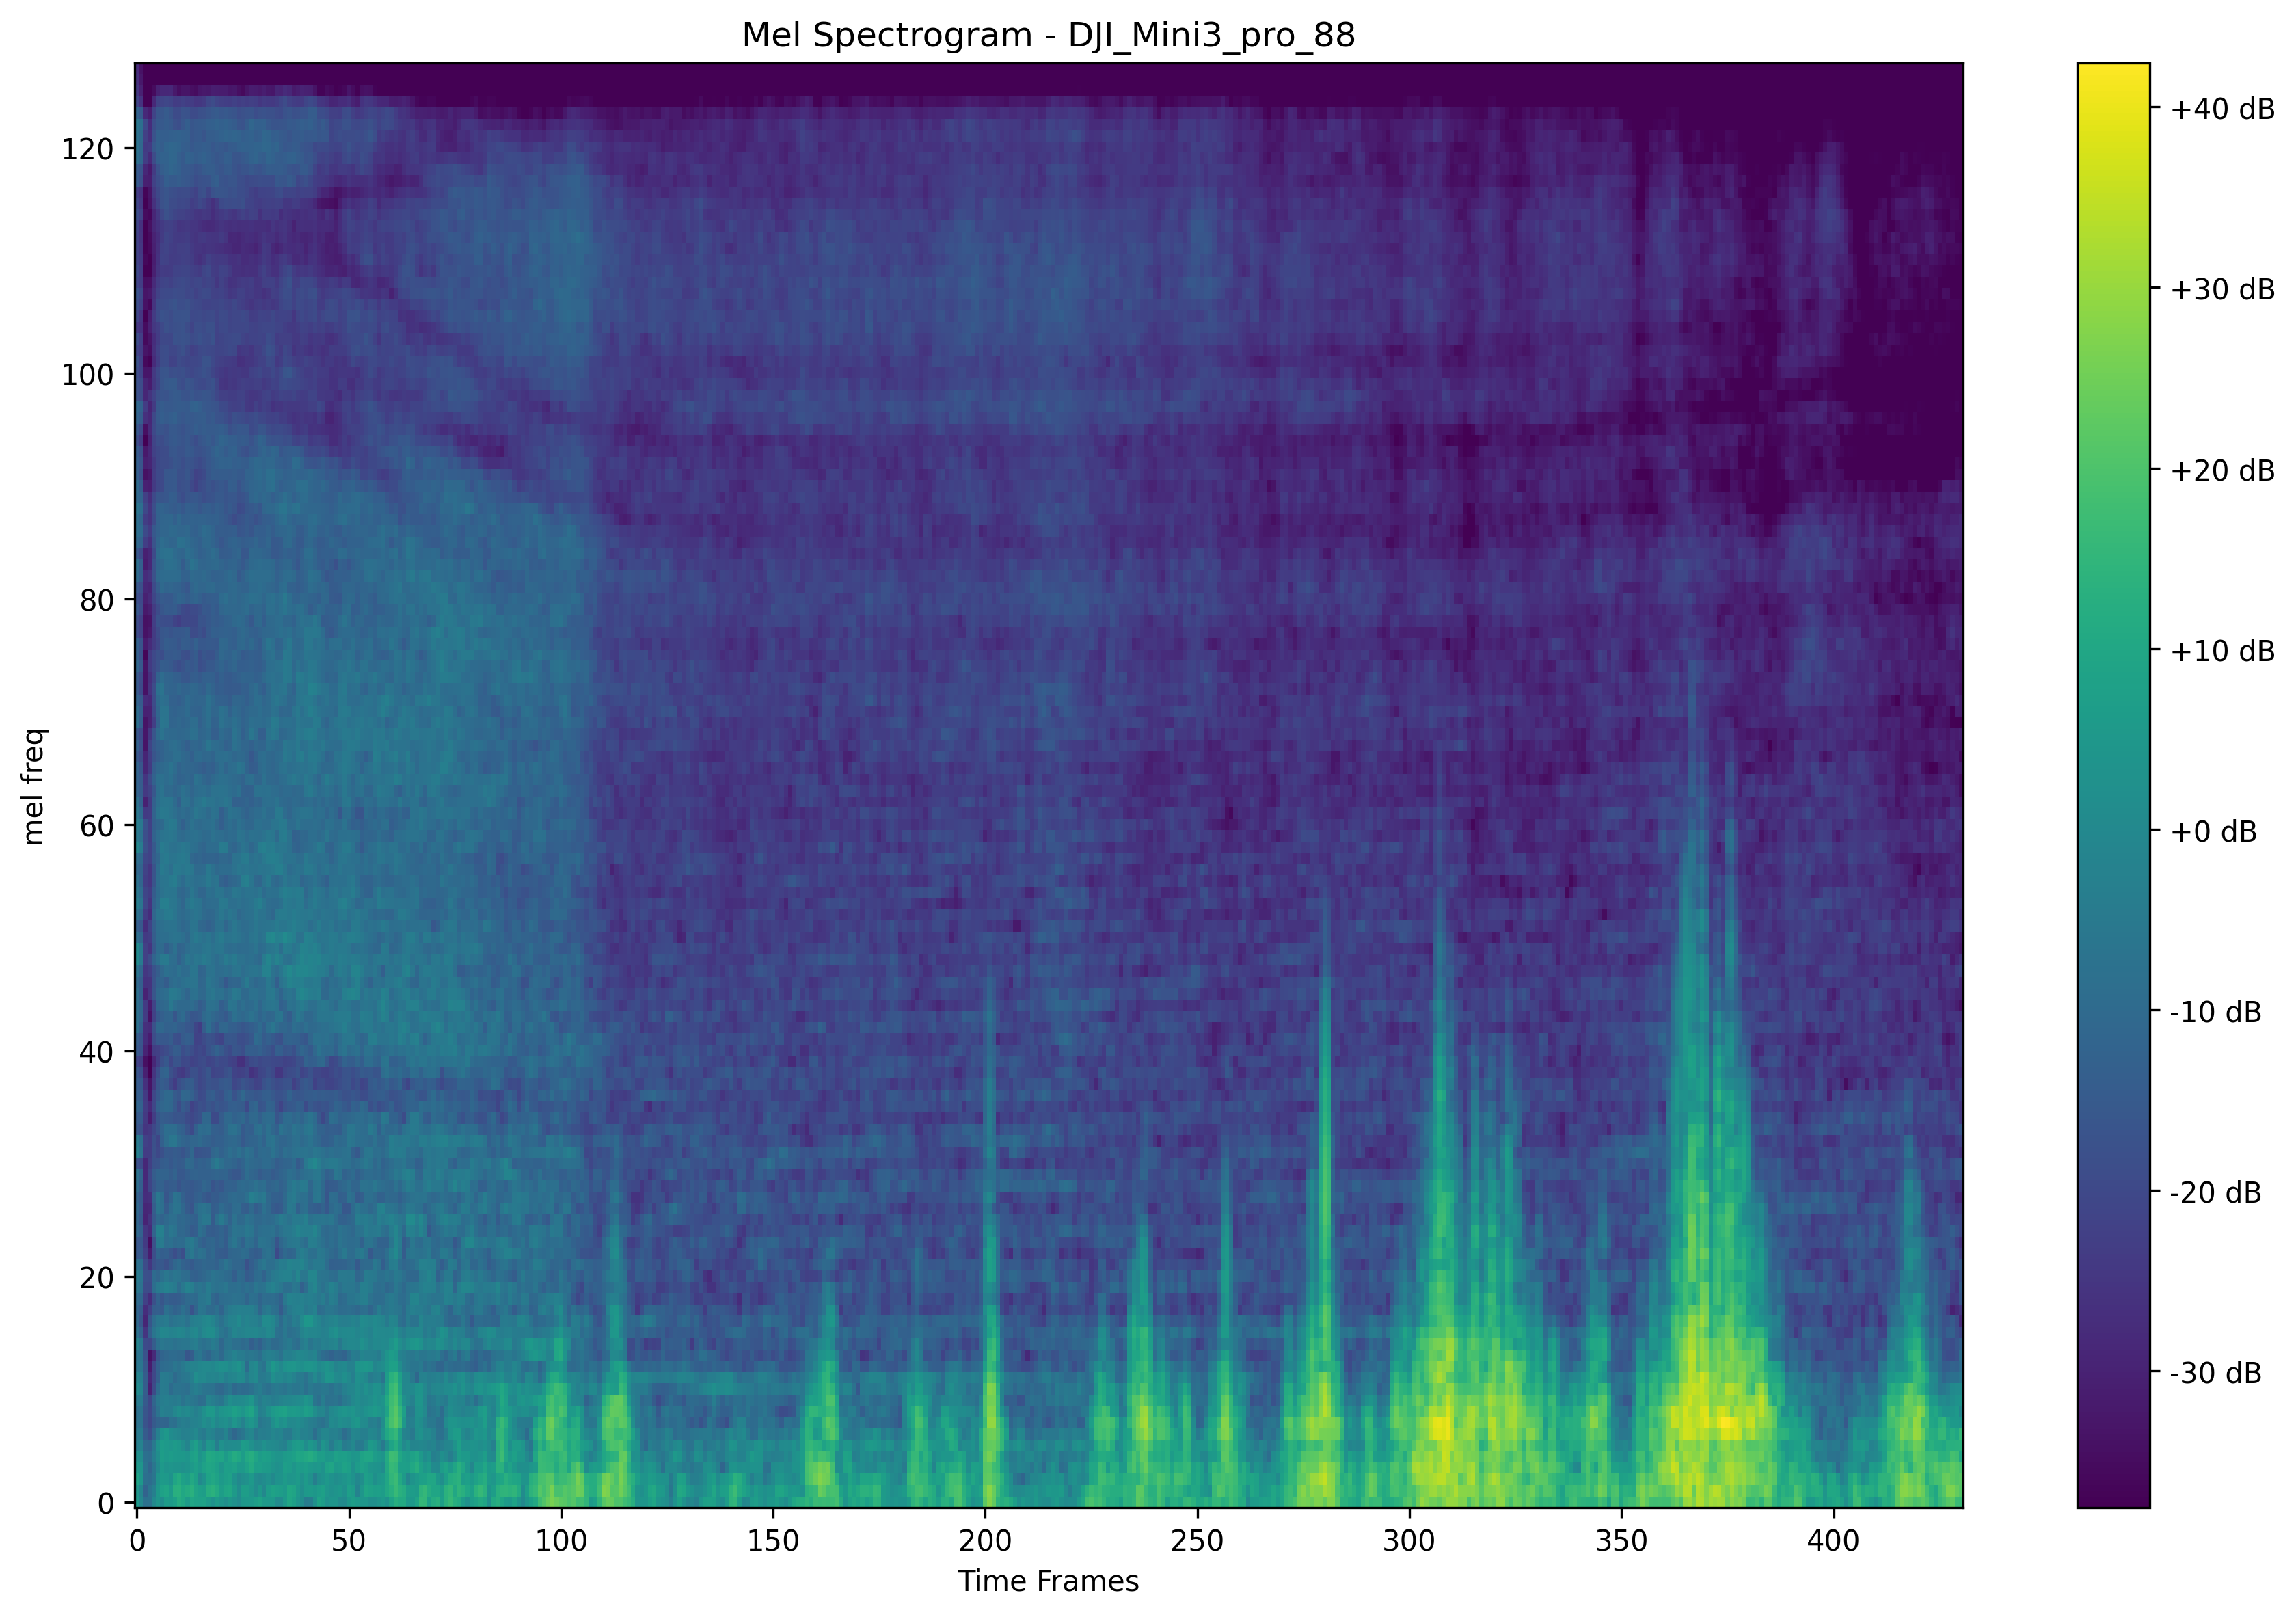 Mel Spectrogram - DJI_Mini3_pro_88
mel freq
120
100
80
60
40
20
0
0 50 100 150 200 250 300 350 400
Time Frames
+40 dB
+30 dB
+20 dB
+10 dB
+0 dB
-10 dB
-20 dB
-30 dB